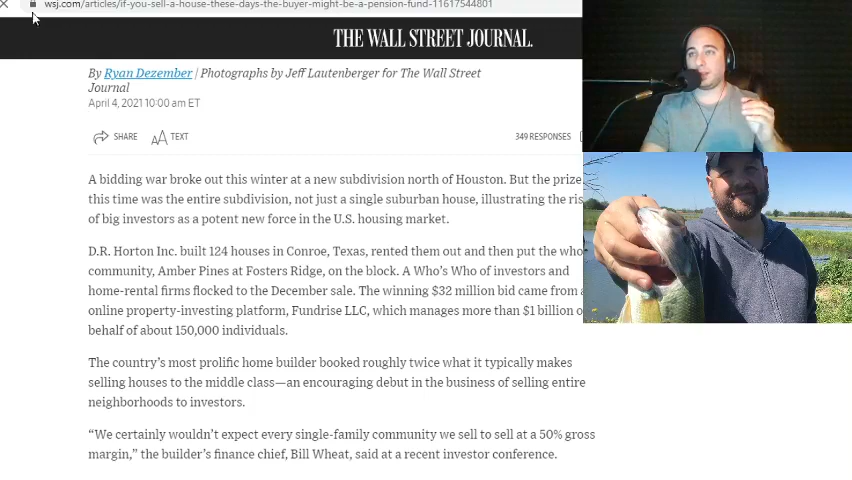 wsj.com/articles/if-you-sell-a-house-these-days-the-buyer-might-be-a-pension-fund-11617544801
THE WALL STREET JOURNAL.
By Ryan Dezember | Photographs by Jeff Lautenberger for The Wall Street
Journal
April 4, 2021 10:00 am ET
SHARE AA TEXT 349 RESPONSES
A bidding war broke out this winter at a new subdivision north of Houston. But the prize
this time was the entire subdivision, not just a single suburban house, illustrating the
of big investors as a potent new force in the U.S. housing market.
D.R. Horton Inc. built 124 houses in Conroe, Texas, rented them out and then put the
community, Amber Pines at Fosters Ridge, on the block. A Who's Who of investors and
home-rental firms flocked to the December sale. The winning $32 million bid came from
online property-investing platform, Fundrise LLC, which manages more than $1 billion
behalf of about 150,000 individuals.
The country's most prolific home builder booked roughly twice what it typically makes
selling houses to the middle class—an encouraging debut in the business of selling entire
neighborhoods to investors.
“We certainly wouldn't expect every single-family community we sell to sell at a 50% gross
margin,” the builder's finance chief, Bill Wheat, said at a recent investor conference.